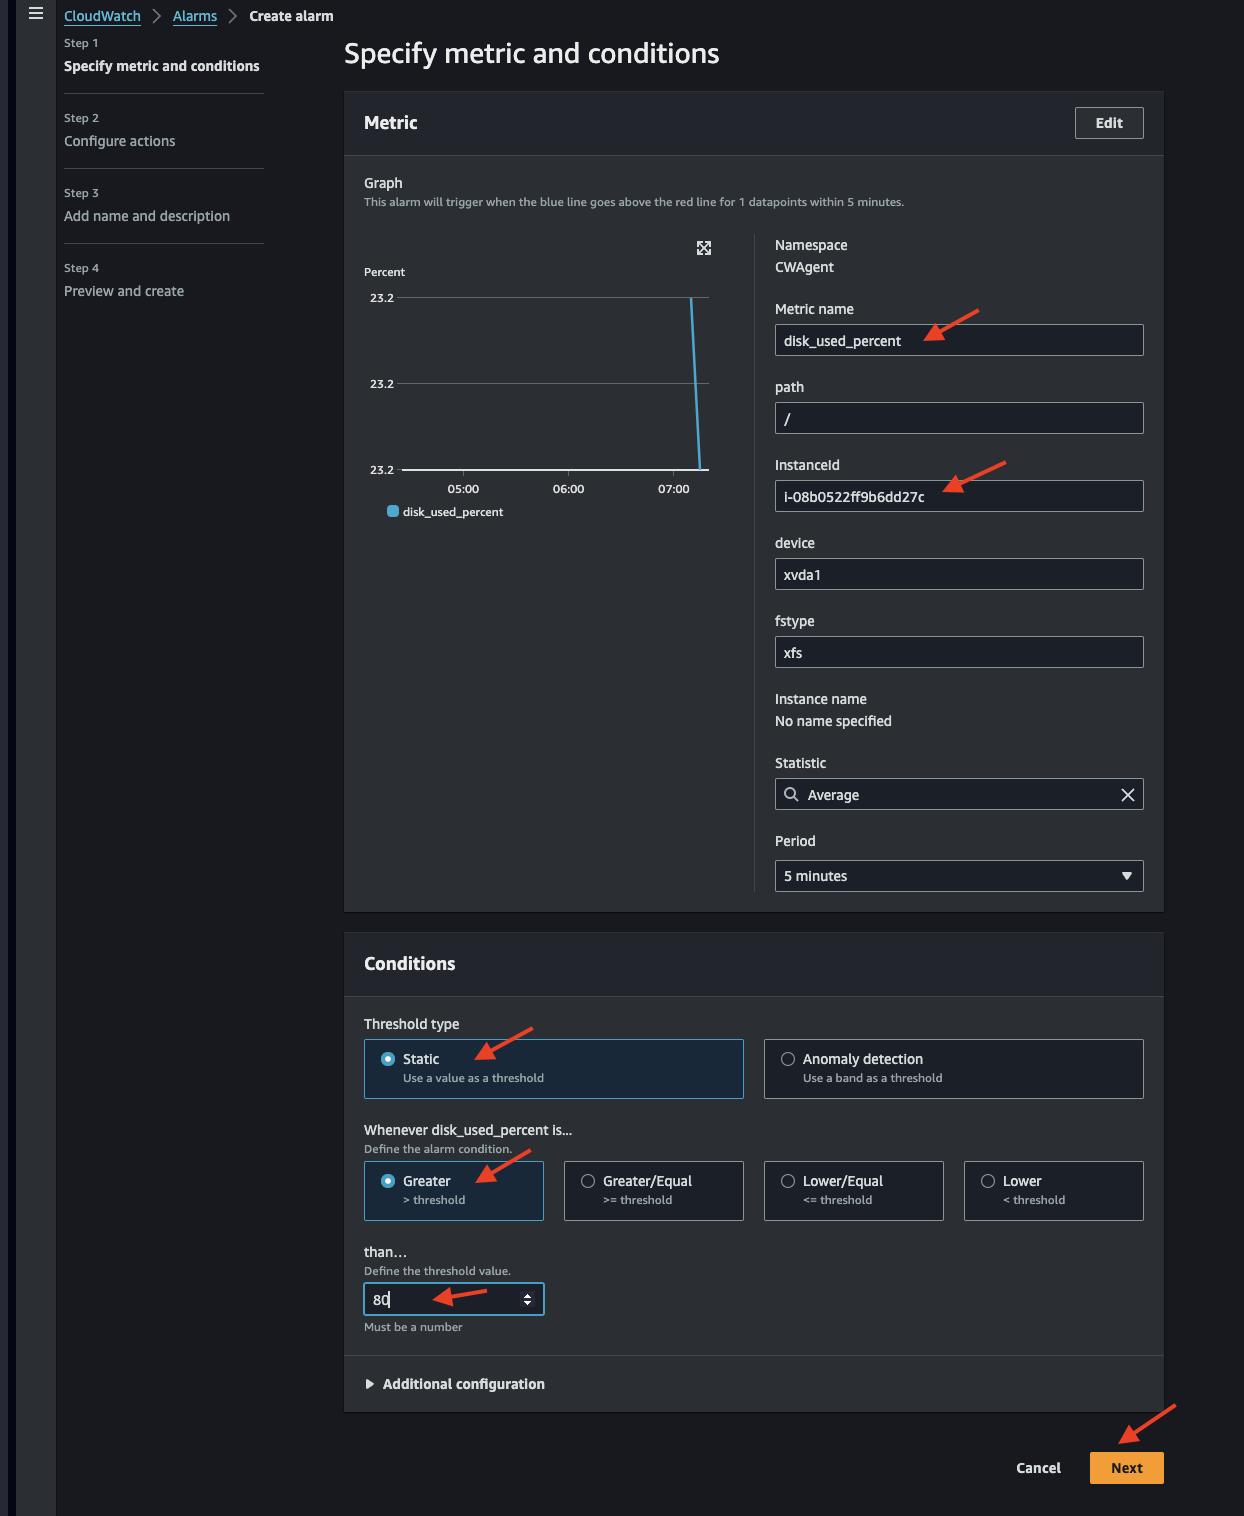 CloudWatch > Alarms > Create alarm
Step 1
Specify metric and conditions
Step 2
Configure actions
Step 3
Add name and description
Step 4
Preview and create
Specify metric and conditions
Metric
Edit
Graph
This alarm will trigger when the blue line goes above the red line for 1 datapoints within 5 minutes.
Percent
23.2
23.2
23.2
05:00 06:00 07:00
disk_used_percent
Namespace
CWAgent
Metric name
disk_used_percent
path
/
InstanceId
i-08b0522ff9b6dd27c
device
xvda1
fstype
xfs
Instance name
No name specified
Statistic
Average
Period
5 minutes
Conditions
Threshold type
Static
Use a value as a threshold
Anomaly detection
Use a band as a threshold
Whenever disk_used_percent is...
Define the alarm condition.
Greater
> threshold
Greater/Equal
>= threshold
Lower/Equal
<= threshold
Lower
< threshold
than...
Define the threshold value.
80
Must be a number
Additional configuration
Cancel
Next